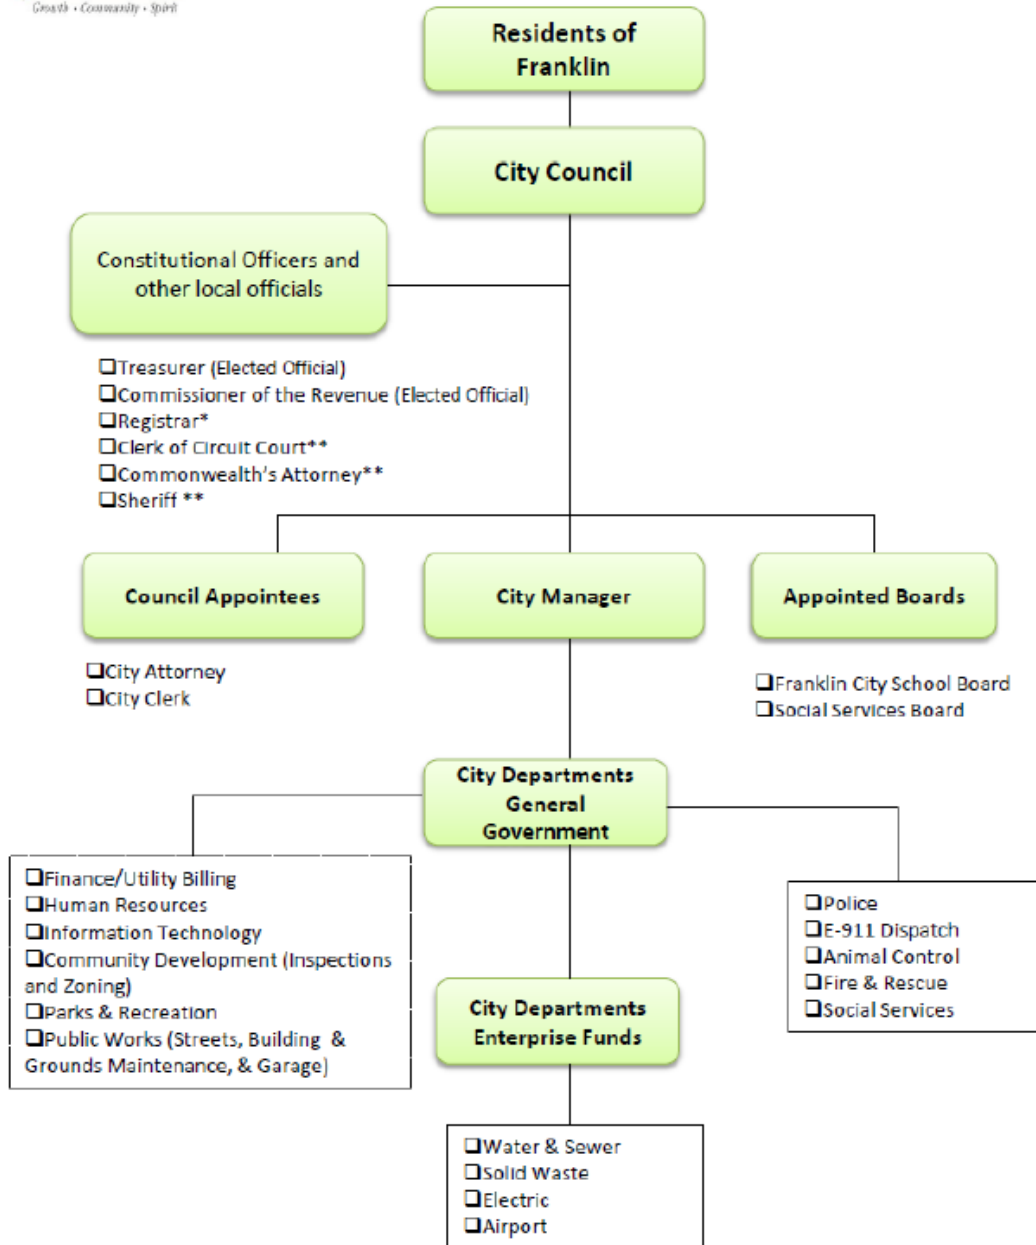 Growth • Community • Spirit
Residents of
Franklin
City Council
Constitutional Officers and
other local officials
❑Treasurer (Elected Official)
❑Commissioner of the Revenue (Elected Official)
❑Registrar*
❑Clerk of Circuit Court**
❑Commonwealth's Attorney**
❑Sheriff **
Council Appointees
❑City Attorney
❑City Clerk
City Manager
Appointed Boards
❑Franklin City School Board
❑Social Services Board
City Departments
General
Government
❑Finance/Utility Billing
❑Human Resources
❑Information Technology
❑Community Development (Inspections
and Zoning)
❑Parks & Recreation
❑Public Works (Streets, Building &
Grounds Maintenance, & Garage)
❑Police
❑E-911 Dispatch
❑Animal Control
❑Fire & Rescue
❑Social Services
City Departments
Enterprise Funds
❑Water & Sewer
❑Solid Waste
❑Electric
❑Airport